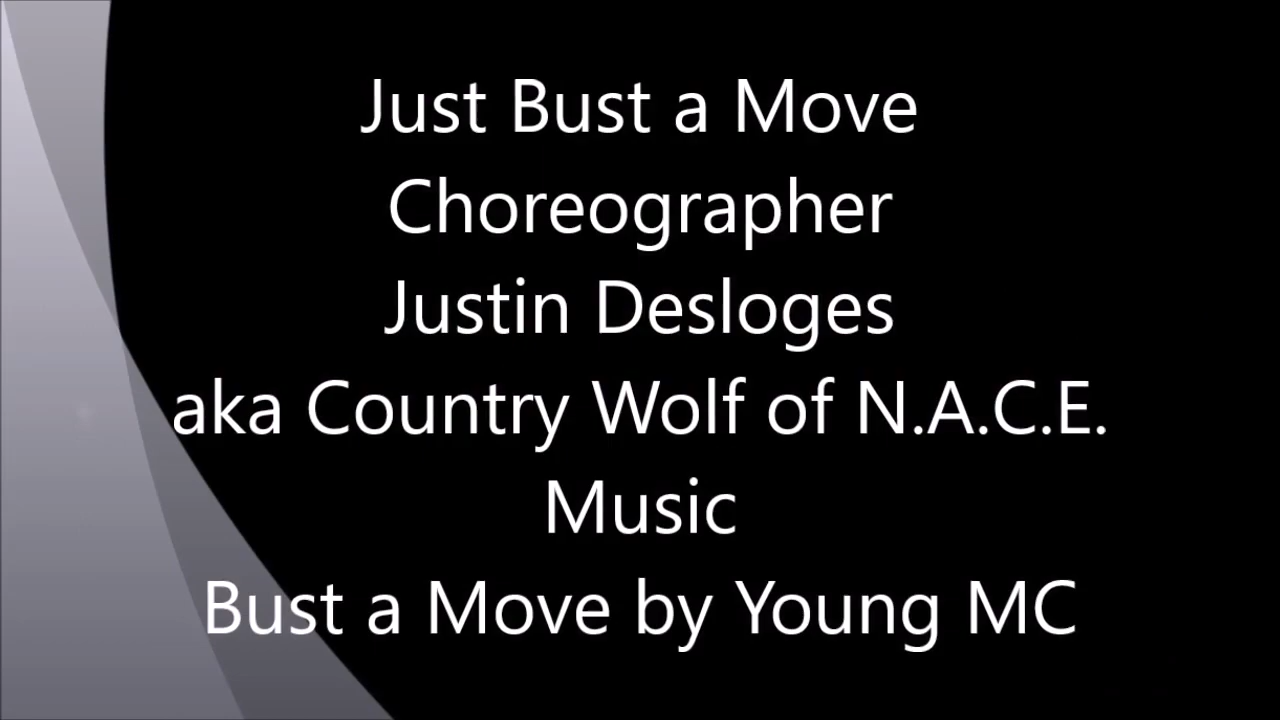 Just Bust a Move
Choreographer
Justin Desloges
aka Country Wolf of N.A.C.E.
Music
Bust a Move by Young MC